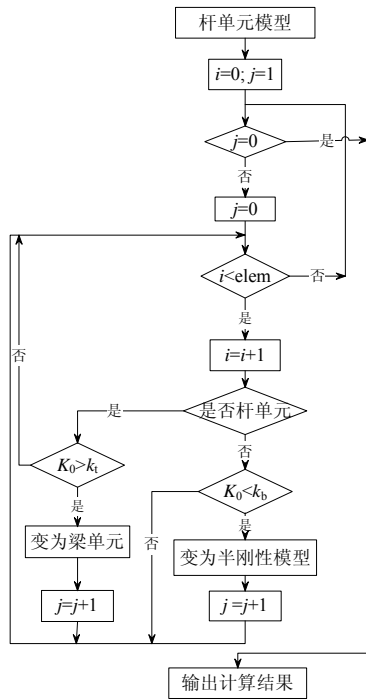 杆单元模型
i=0; j=1
j=0
是
否
j=0
i<elem
否
是
i=i+1
否
是否杆单元
是
否
K₀>kₜ
K₀<k_b
是
是
否
变为梁单元
变为半刚性模型
j=j+1
j =j+1
输出计算结果